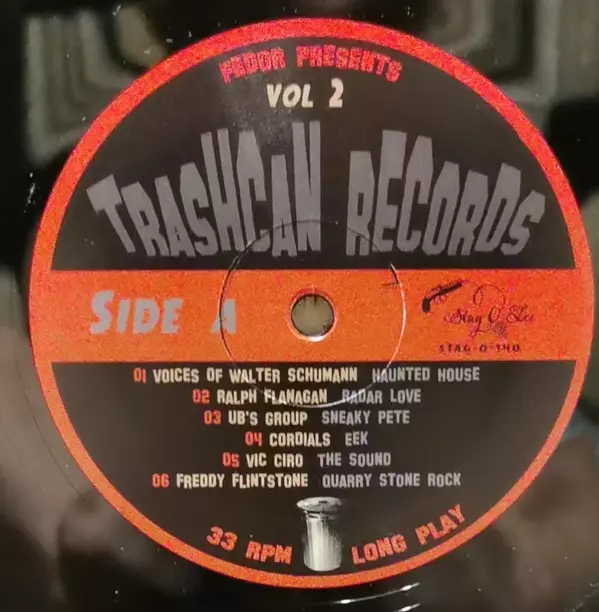 FEDOR PRESENTS
VOL 2
TRASHCAN RECORDS
SIDE A
Stag O Lee
STAG-O-140
01 VOICES OF WALTER SCHUMANN HAUNTED HOUSE
02 RALPH FLANAGAN RADAR LOVE
03 UB'S GROUP SNEAKY PETE
04 CORDIALS EEK
05 VIC CIRO THE SOUND
06 FREDDY FLINTSTONE QUARRY STONE ROCK
33 RPM LONG PLAY